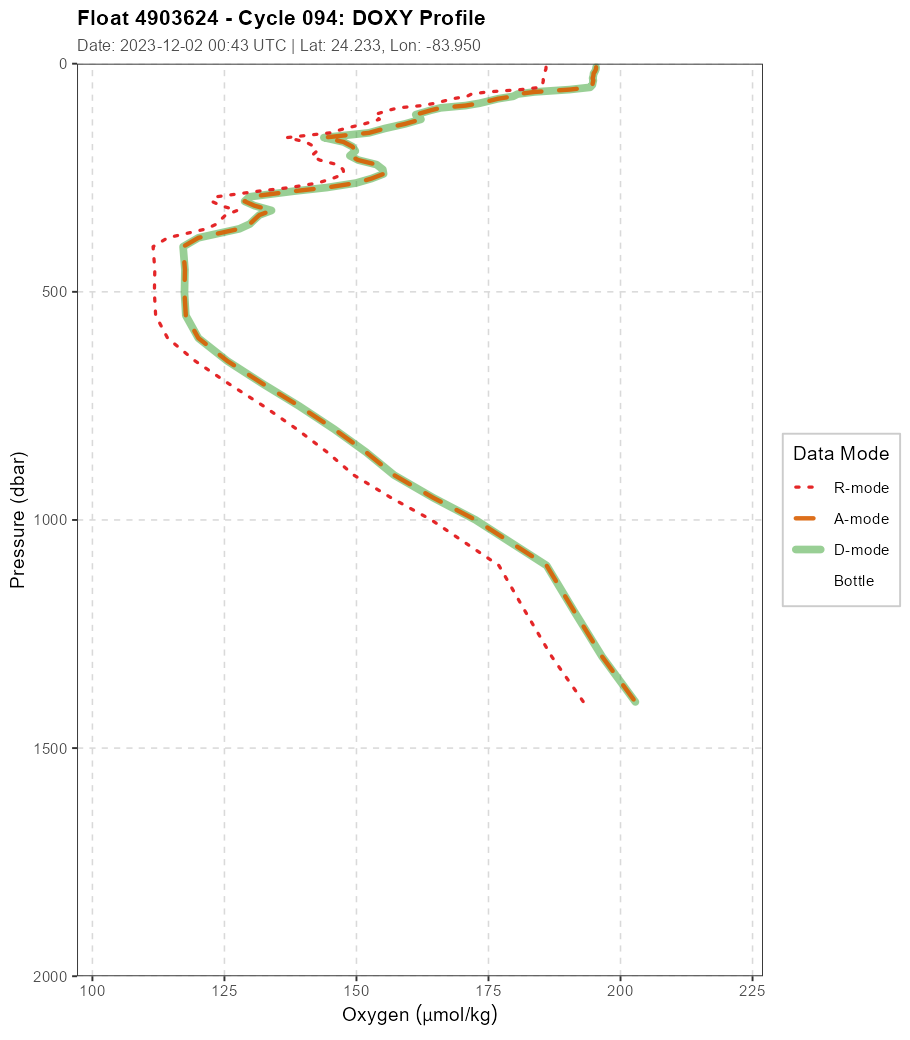 Float 4903624 - Cycle 094: DOXY Profile
Date: 2023-12-02 00:43 UTC | Lat: 24.233, Lon: -83.950
0
500
1000
1500
2000
Pressure (dbar)
100 125 150 175 200 225
Oxygen (μmol/kg)
Data Mode
R-mode
A-mode
D-mode
Bottle